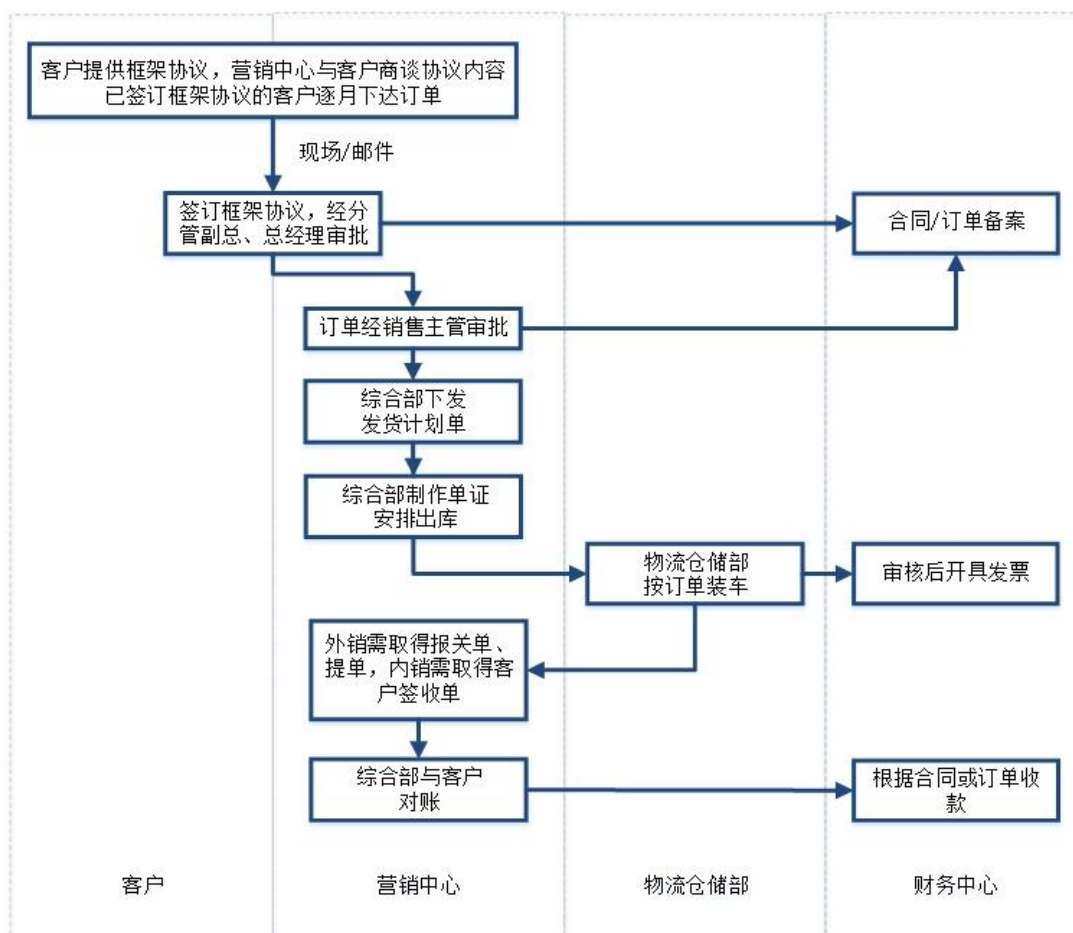 客户提供框架协议，营销中心与客户商谈协议内容
已签订框架协议的客户逐月下达订单
现场/邮件
签订框架协议，经分
管副总、总经理审批
合同/订单备案
订单经销售主管审批
综合部下发
发货计划单
综合部制作单证
安排出库
物流仓储部
按订单装车
审核后开具发票
外销需取得报关单、
提单，内销需取得客
户签收单
综合部与客户
对账
根据合同或订单收
款
客户
营销中心
物流仓储部
财务中心